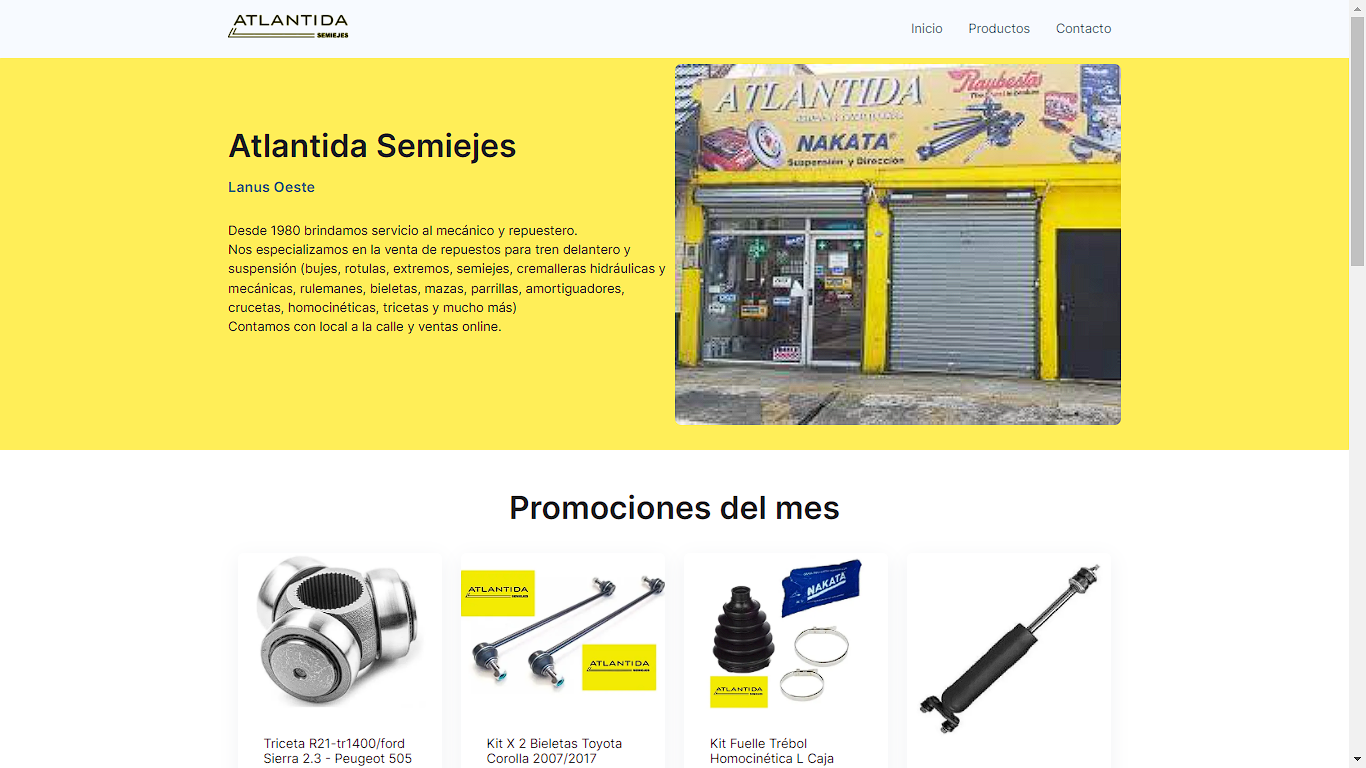 ATLANTIDA
SEMIEJES
Inicio
Productos
Contacto
Atlantida Semiejes
Lanus Oeste
Desde 1980 brindamos servicio al mecánico y repuestero.
Nos especializamos en la venta de repuestos para tren delantero y
suspensión (bujes, rotulas, extremos, semiejes, cremalleras hidráulicas y
mecánicas, rulemanes, bieletas, mazas, parrillas, amortiguadores,
crucetas, homocinéticas, tricetas y mucho más)
Contamos con local a la calle y ventas online.
ATLANTIDA
Raybestos
NAKATA
Suspensión y Dirección
Promociones del mes
ATLANTIDA
SEMIEJES
ATLANTIDA
SEMIEJES
NAKATA
ATLANTIDA
SEMIEJES
Triceta R21-tr1400/ford
Sierra 2.3 - Peugeot 505
Kit X 2 Bieletas Toyota
Corolla 2007/2017
Kit Fuelle Trébol
Homocinética L Caja